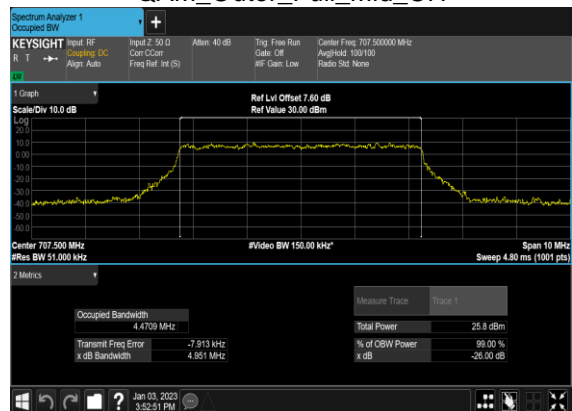 Spectrum Analyzer 1
Occupied BW
KEYSIGHT
R T
Input: RF
Coupling: DC
Align: Auto
Input Z: 50 Ω
Corr CCorr
Freq Ref: Int (S)
Atten: 40 dB
Trig: Free Run
Gate: Off
#IF Gain: Low
Center Freq: 707.500000 MHz
Avg|Hold: 100/100
Radio Std: None
1 Graph
Scale/Div 10.0 dB
Ref Lvl Offset 7.60 dB
Ref Value 30.00 dBm
Log
20.0
10.0
0.00
-10.0
-20.0
-30.0
-40.0
-50.0
-60.0
Center 707.500 MHz
#Res BW 51.000 kHz
#Video BW 150.00 kHz*
Span 10 MHz
Sweep 4.80 ms (1001 pts)
2 Metrics
Measure Trace
Trace 1
Occupied Bandwidth
4.4709 MHz
Total Power
25.8 dBm
Transmit Freq Error
-7.913 kHz
% of OBW Power
99.00 %
x dB Bandwidth
4.951 MHz
x dB
-26.00 dB
?
Jan 03, 2023
3:52:51 PM